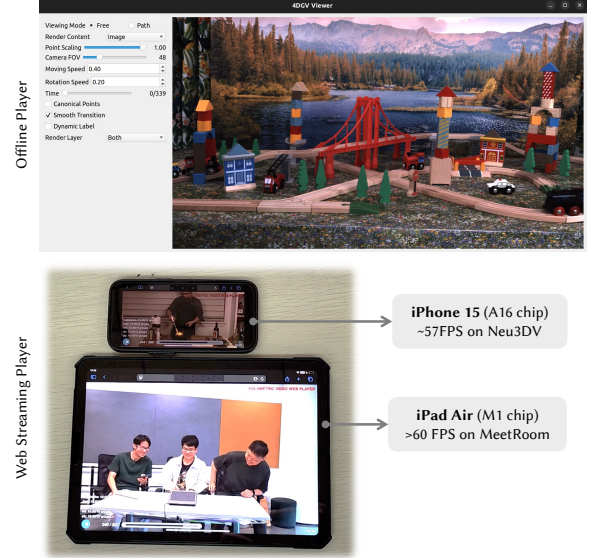 4DGV Viewer
Viewing Mode Free Path
Render Content Image
Point Scaling 1.00
Camera FOV 48
Moving Speed 0.40
Rotation Speed 0.20
Time 0/339
Canonical Points
✓ Smooth Transition
Dynamic Label
Render Layer Both
Offline Player
iPhone 15 (A16 chip)
~57FPS on Neu3DV
VOLUMETRIC VIDEO WEB PLAYER
iPad Air (M1 chip)
>60 FPS on MeetRoom
Web Streaming Player